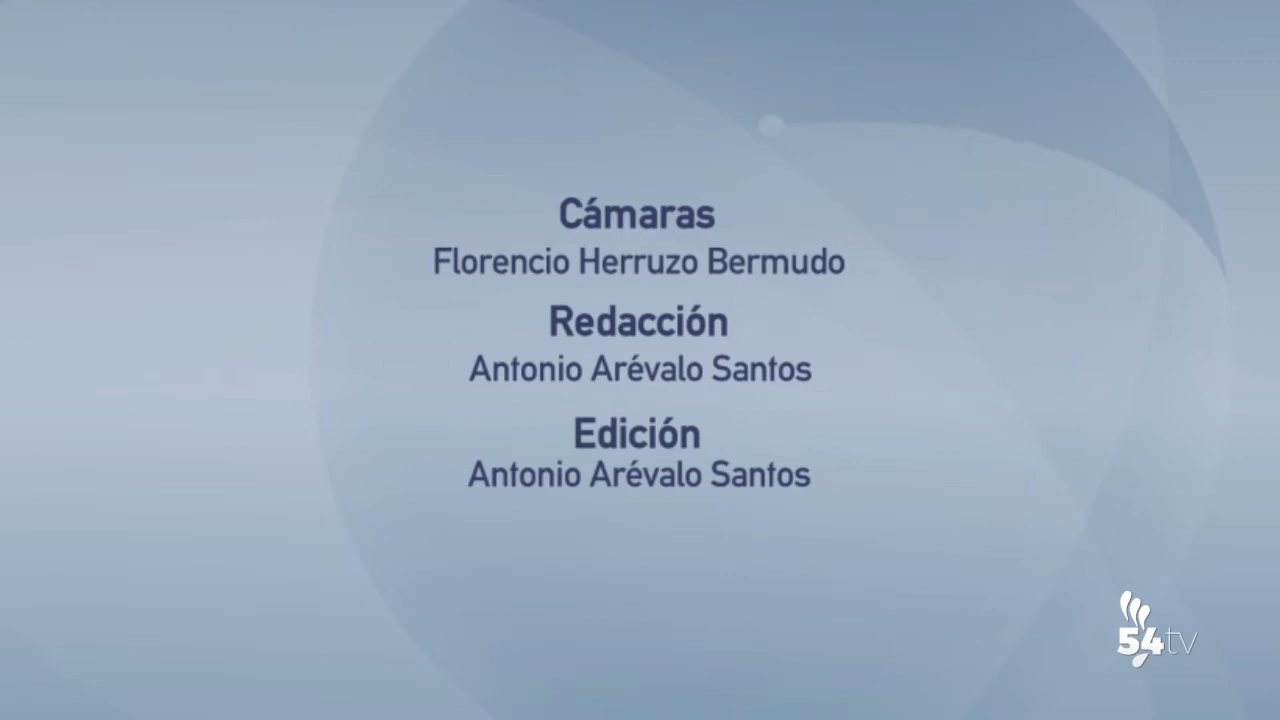 Cámaras
Florencio Herruzo Bermudo
Redacción
Antonio Arévalo Santos
Edición
Antonio Arévalo Santos
54tv